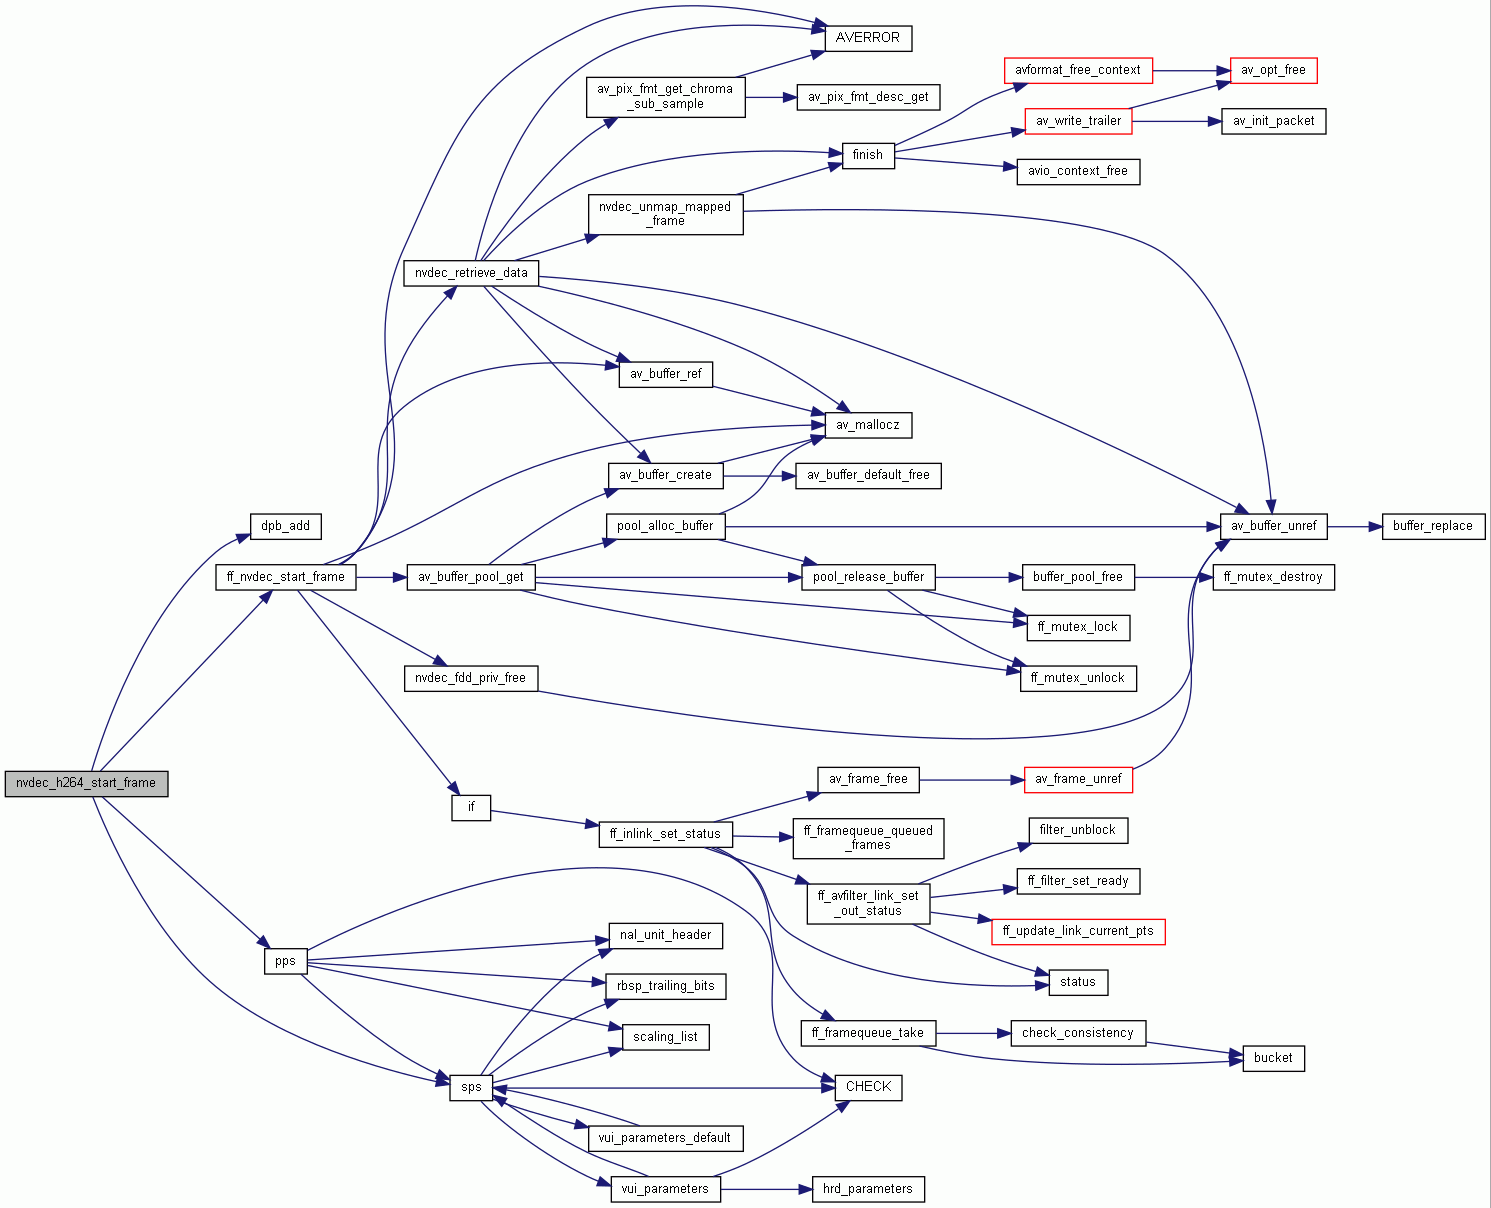 AVERROR
avformat_free_context
av_opt_free
av_pix_fmt_get_chroma
_sub_sample
av_pix_fmt_desc_get
av_write_trailer
av_init_packet
finish
avio_context_free
nvdec_unmap_mapped
_frame
nvdec_retrieve_data
av_buffer_ref
av_mallocz
av_buffer_create
av_buffer_default_free
dpb_add
pool_alloc_buffer
av_buffer_unref
buffer_replace
ff_nvdec_start_frame
av_buffer_pool_get
pool_release_buffer
buffer_pool_free
ff_mutex_destroy
ff_mutex_lock
nvdec_fdd_priv_free
ff_mutex_unlock
nvdec_h264_start_frame
av_frame_free
av_frame_unref
if
ff_inlink_set_status
ff_framequeue_queued
_frames
filter_unblock
ff_filter_set_ready
ff_avfilter_link_set
_out_status
ff_update_link_current_pts
nal_unit_header
pps
status
rbsp_trailing_bits
scaling_list
ff_framequeue_take
check_consistency
bucket
sps
CHECK
vui_parameters_default
vui_parameters
hrd_parameters